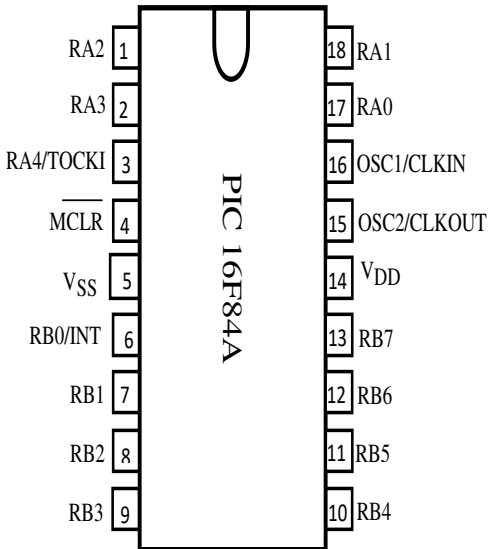 RA2 1 18 RA1
RA3 2 17 RA0
RA4/TOCKI 3 16 OSC1/CLKIN
MCLR 4 15 OSC2/CLKOUT
VSS 5 14 VDD
RB0/INT 6 13 RB7
RB1 7 12 RB6
RB2 8 11 RB5
RB3 9 10 RB4
PIC 16F84A